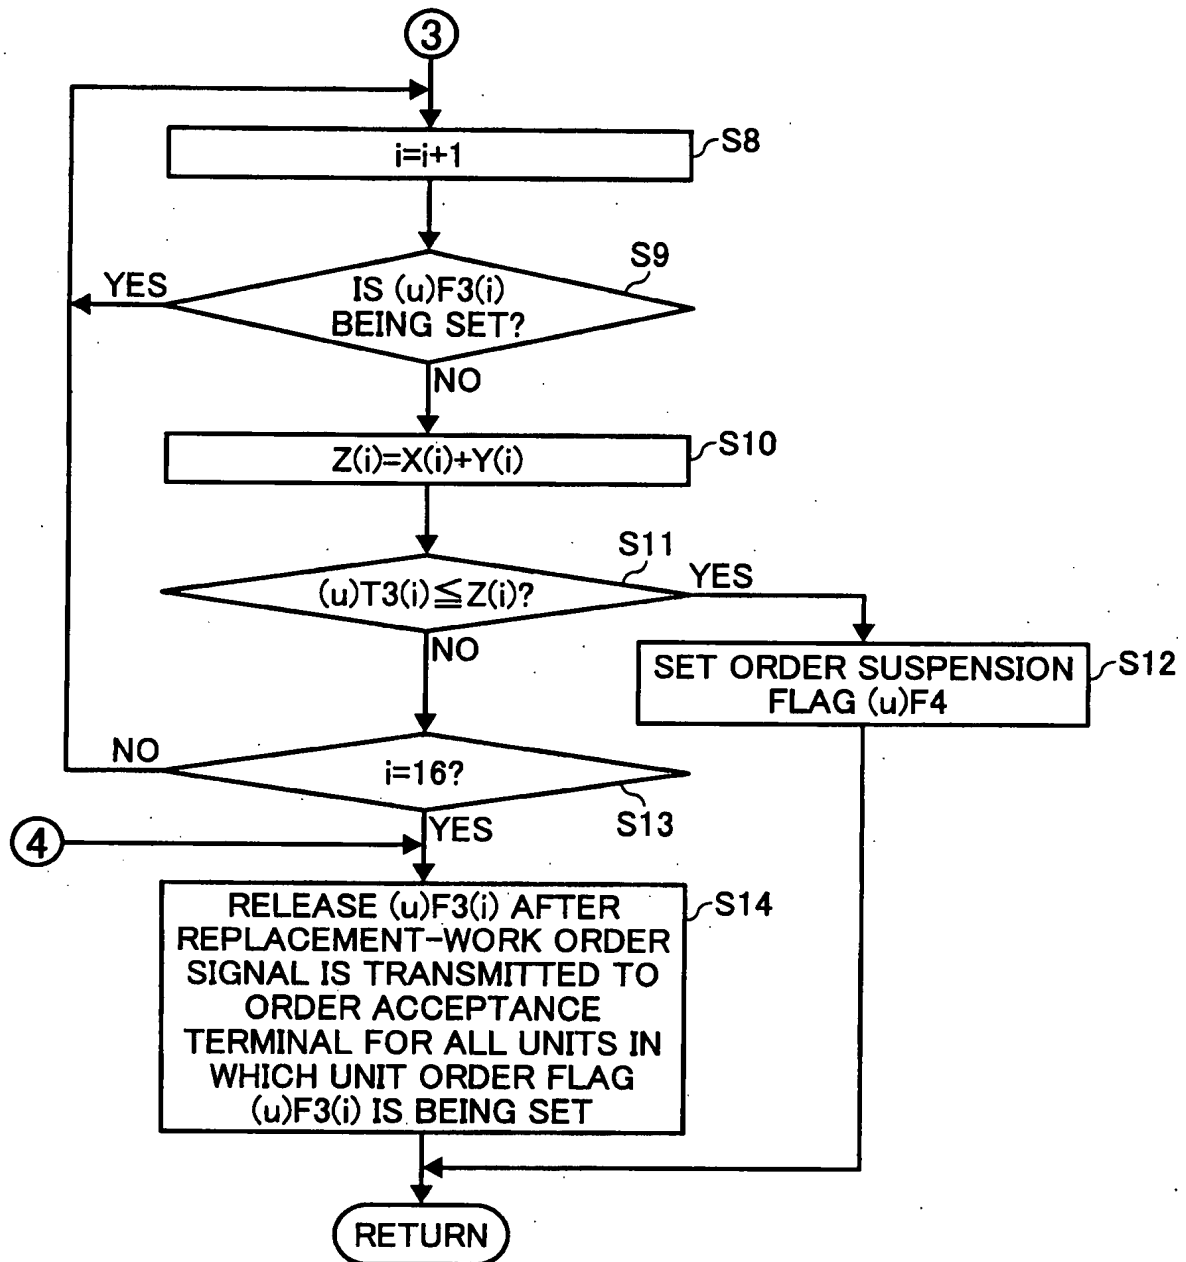 3
i=i+1
S8
IS (u)F3(i)
BEING SET?
S9
YES
NO
Z(i)=X(i)+Y(i)
S10
(u)T3(i)≦Z(i)?
S11
YES
NO
SET ORDER SUSPENSION
FLAG (u)F4
S12
i=16?
S13
NO
YES
4
RELEASE (u)F3(i) AFTER
REPLACEMENT-WORK ORDER
SIGNAL IS TRANSMITTED TO
ORDER ACCEPTANCE
TERMINAL FOR ALL UNITS IN
WHICH UNIT ORDER FLAG
(u)F3(i) IS BEING SET
S14
RETURN